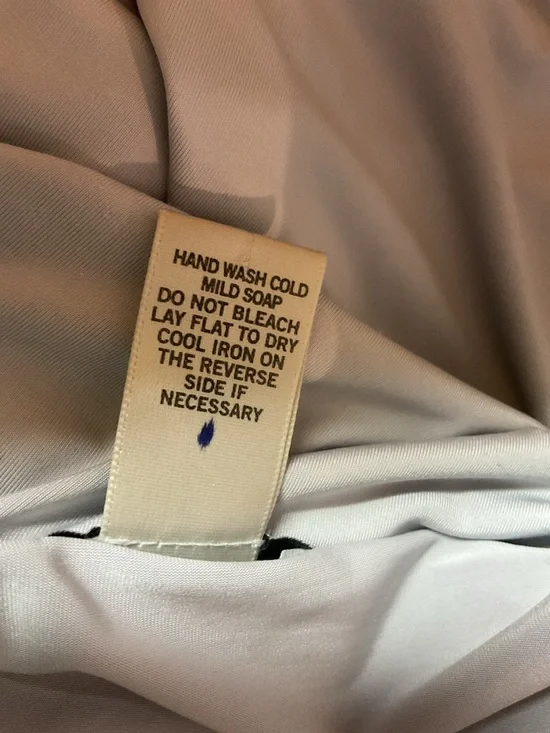 HAND WASH COLD
MILD SOAP
DO NOT BLEACH
LAY FLAT TO DRY
COOL IRON ON
THE REVERSE
SIDE IF
NECESSARY